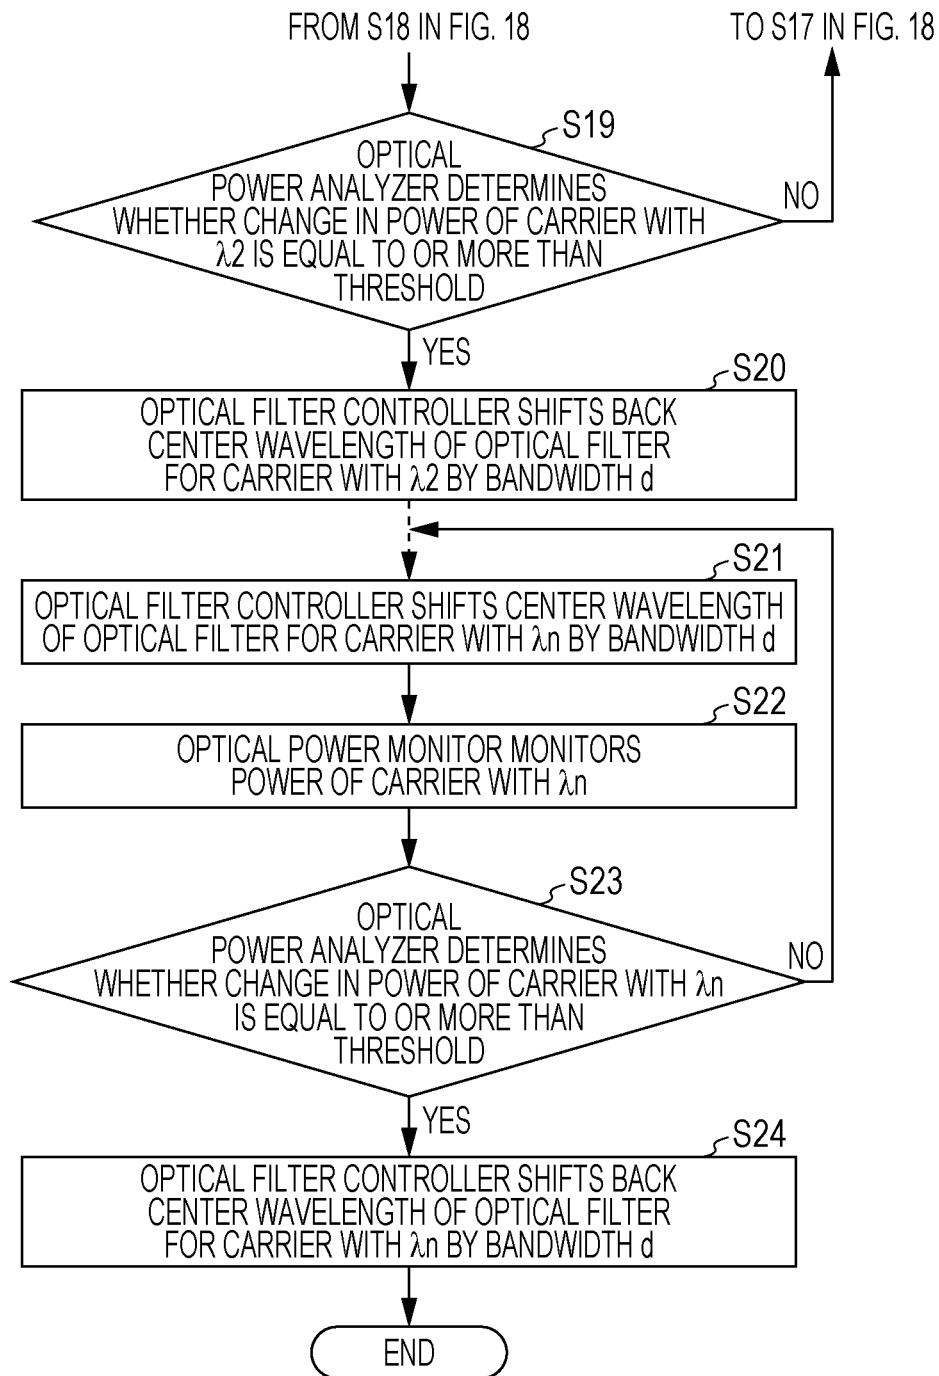 FROM S18 IN FIG. 18
TO S17 IN FIG. 18
S19
OPTICAL
POWER ANALYZER DETERMINES
WHETHER CHANGE IN POWER OF CARRIER WITH
λ2 IS EQUAL TO OR MORE THAN
THRESHOLD
NO
YES
S20
OPTICAL FILTER CONTROLLER SHIFTS BACK
CENTER WAVELENGTH OF OPTICAL FILTER
FOR CARRIER WITH λ2 BY BANDWIDTH d
S21
OPTICAL FILTER CONTROLLER SHIFTS CENTER WAVELENGTH
OF OPTICAL FILTER FOR CARRIER WITH λn BY BANDWIDTH d
S22
OPTICAL POWER MONITOR MONITORS
POWER OF CARRIER WITH λn
S23
OPTICAL
POWER ANALYZER DETERMINES
WHETHER CHANGE IN POWER OF CARRIER WITH λn
IS EQUAL TO OR MORE THAN
THRESHOLD
NO
YES
S24
OPTICAL FILTER CONTROLLER SHIFTS BACK
CENTER WAVELENGTH OF OPTICAL FILTER
FOR CARRIER WITH λn BY BANDWIDTH d
END